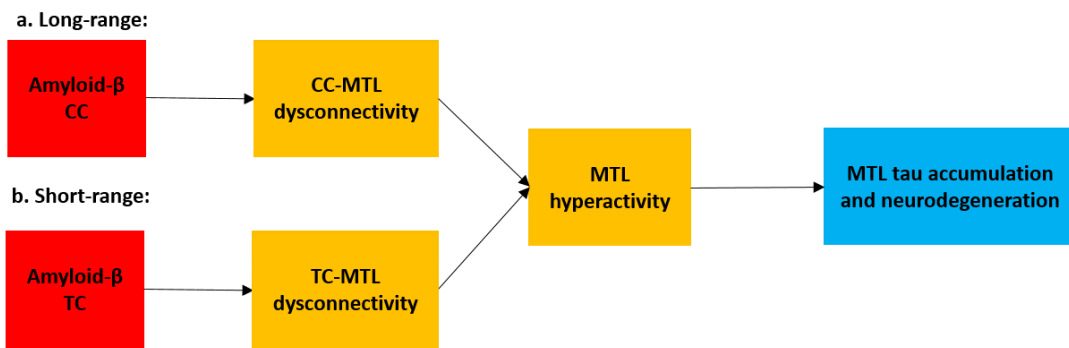 a. Long-range:
Amyloid-β
CC
CC-MTL
dysconnectivity
b. Short-range:
Amyloid-β
TC
TC-MTL
dysconnectivity
MTL
hyperactivity
MTL tau accumulation
and neurodegeneration